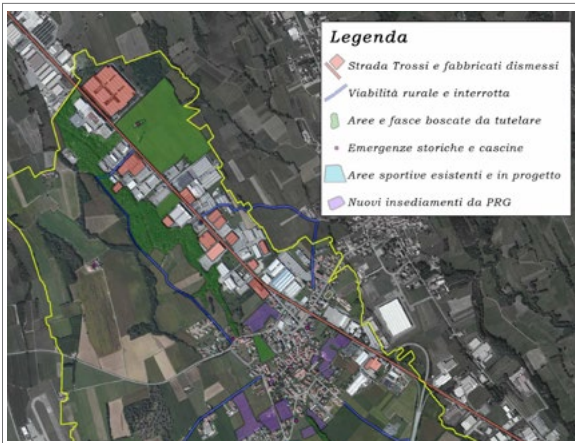 Legenda
Strada Trossi e fabbricati dismessi
Viabilità rurale e interrotta
Aree e fasce boscate da tutelare
Emergenze storiche e cascine
Aree sportive esistenti e in progetto
Nuovi insediamenti da PRG